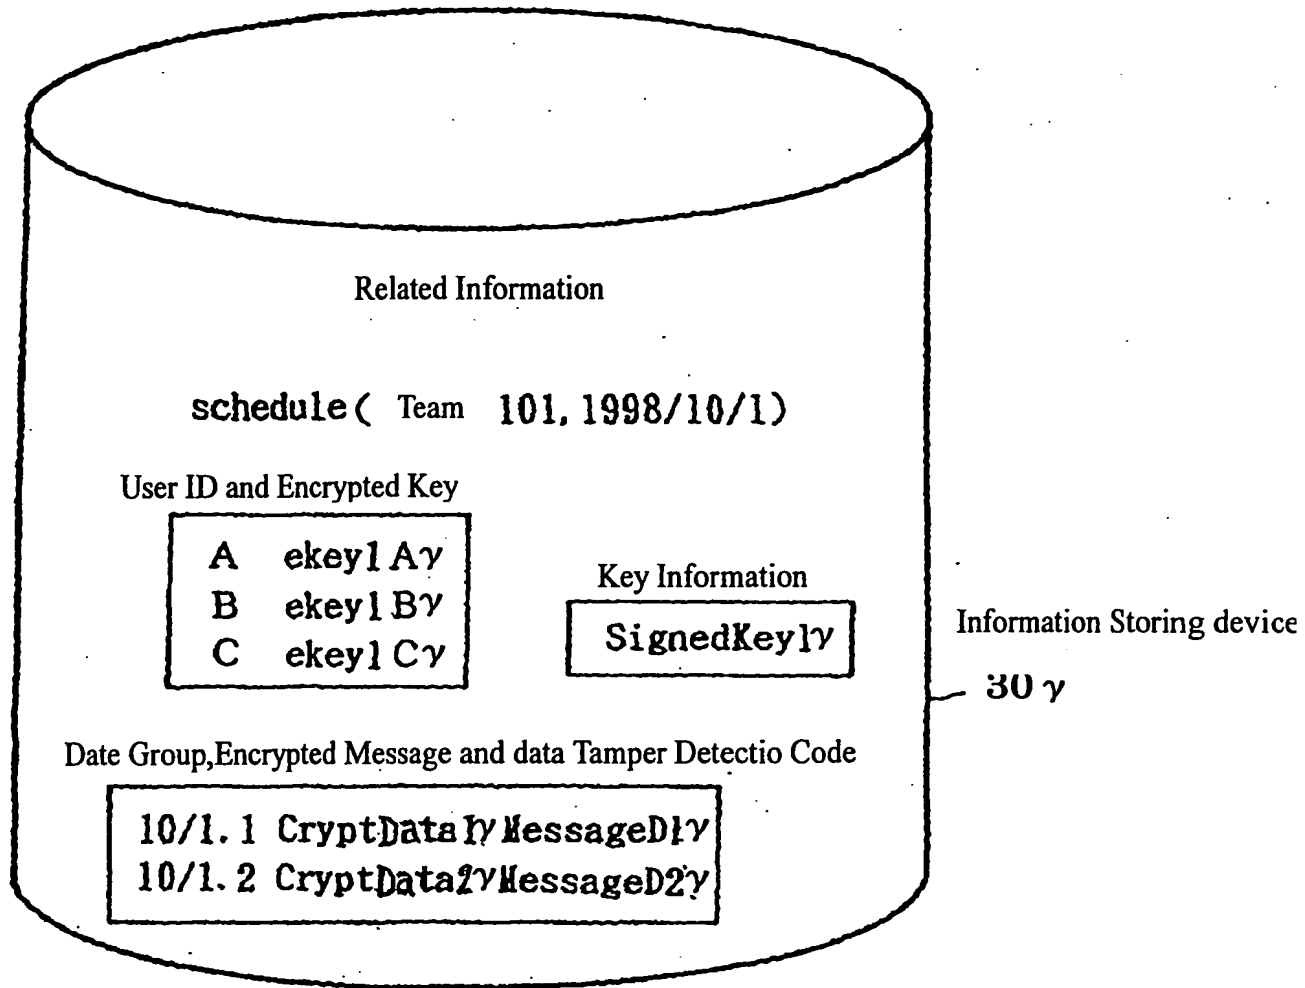 Related Information
schedule( Team 101, 1998/10/1)
User ID and Encrypted Key
A ekey1Aγ
B ekey1Bγ
C ekey1Cγ
Key Information
SignedKey1γ
Information Storing device
30γ
Date Group,Encrypted Message and data Tamper Detectio Code
10/1.1 CryptData1γMessageD1γ
10/1.2 CryptData2γMessageD2γ